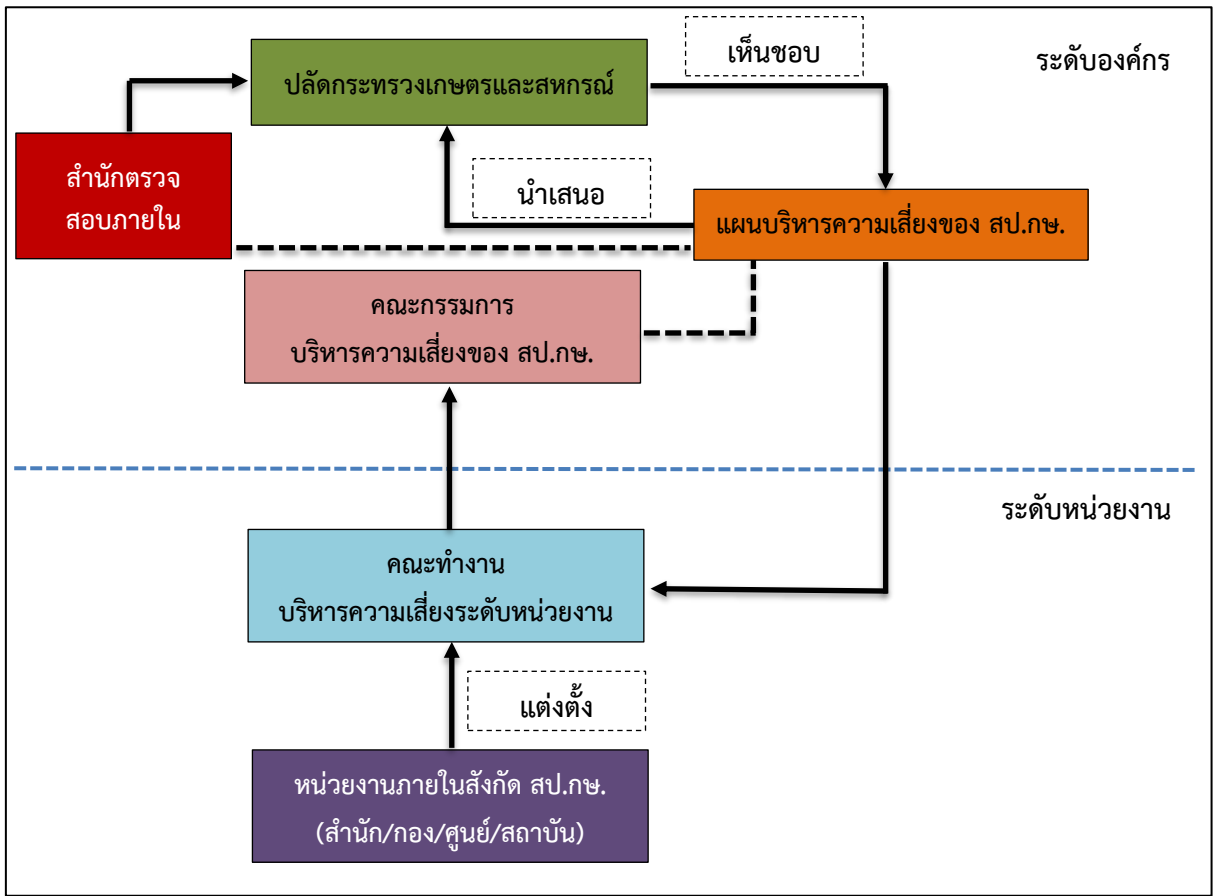 เห็นชอบ
ระดับองค์กร
ปลัดกระทรวงเกษตรและสหกรณ์
สำนักตรวจ
สอบภายใน
นำเสนอ
แผนบริหารความเสี่ยงของ สป.กษ.
คณะกรรมการ
บริหารความเสี่ยงของ สป.กษ.
ระดับหน่วยงาน
คณะทำงาน
บริหารความเสี่ยงระดับหน่วยงาน
แต่งตั้ง
หน่วยงานภายในสังกัด สป.กษ.
(สำนัก/กอง/ศูนย์/สถาบัน)